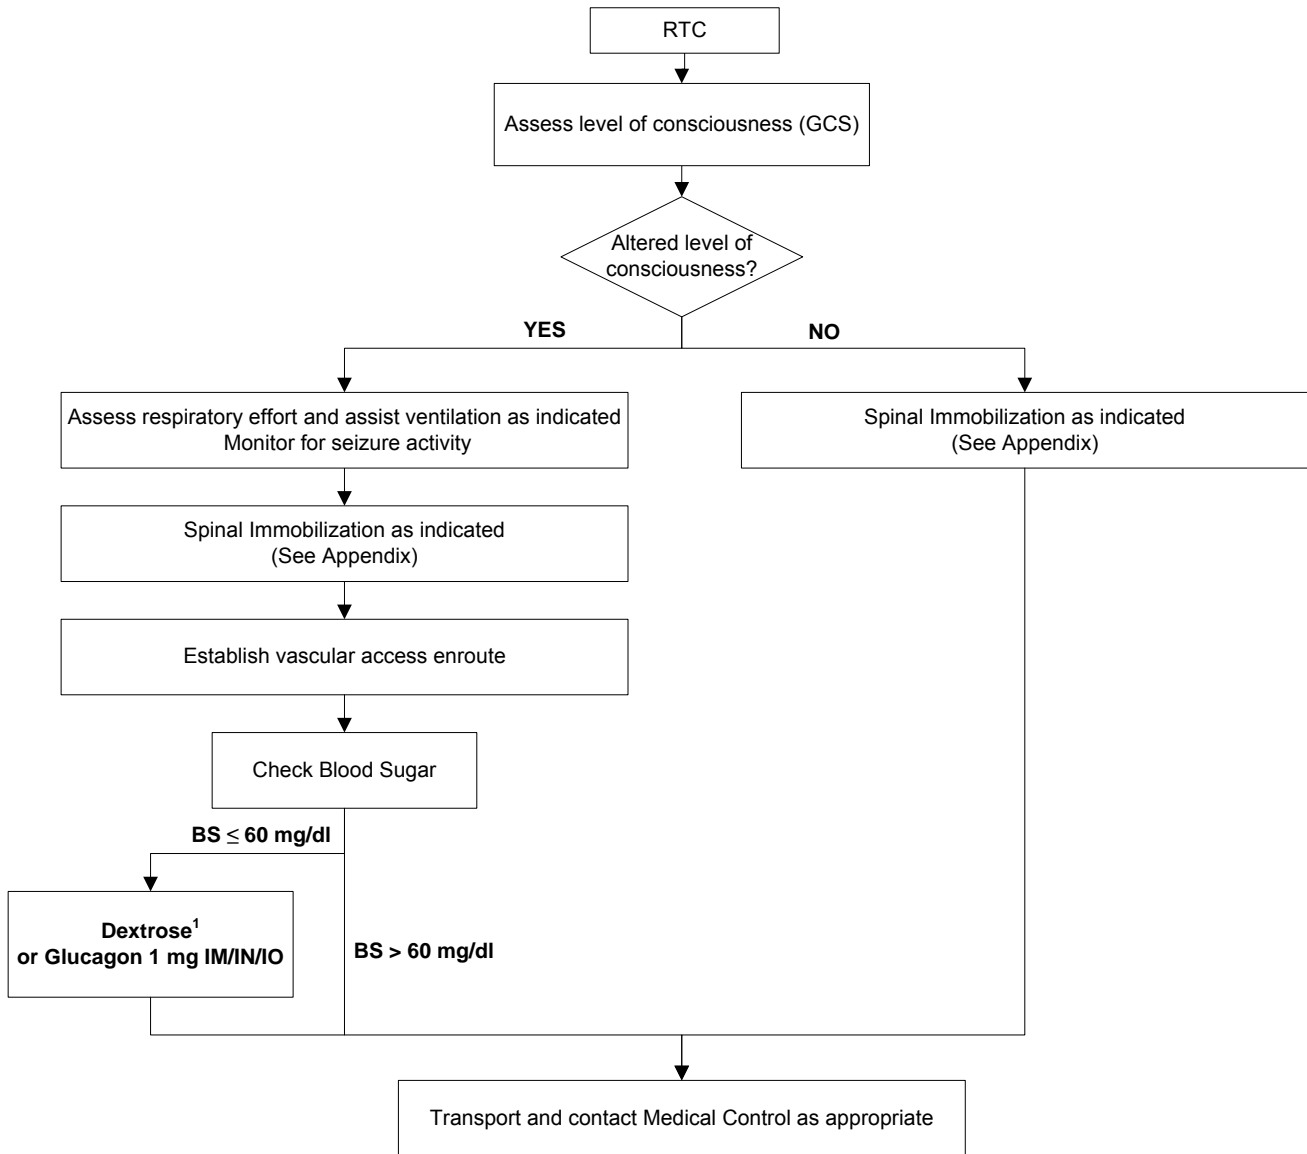 RTC
Assess level of consciousness (GCS)
Altered level of
consciousness?
YES
NO
Assess respiratory effort and assist ventilation as indicated
Monitor for seizure activity
Spinal Immobilization as indicated
(See Appendix)
Spinal Immobilization as indicated
(See Appendix)
Establish vascular access enroute
Check Blood Sugar
BS ≤ 60 mg/dl
Dextrose¹
or Glucagon 1 mg IM/IN/IO
BS > 60 mg/dl
Transport and contact Medical Control as appropriate